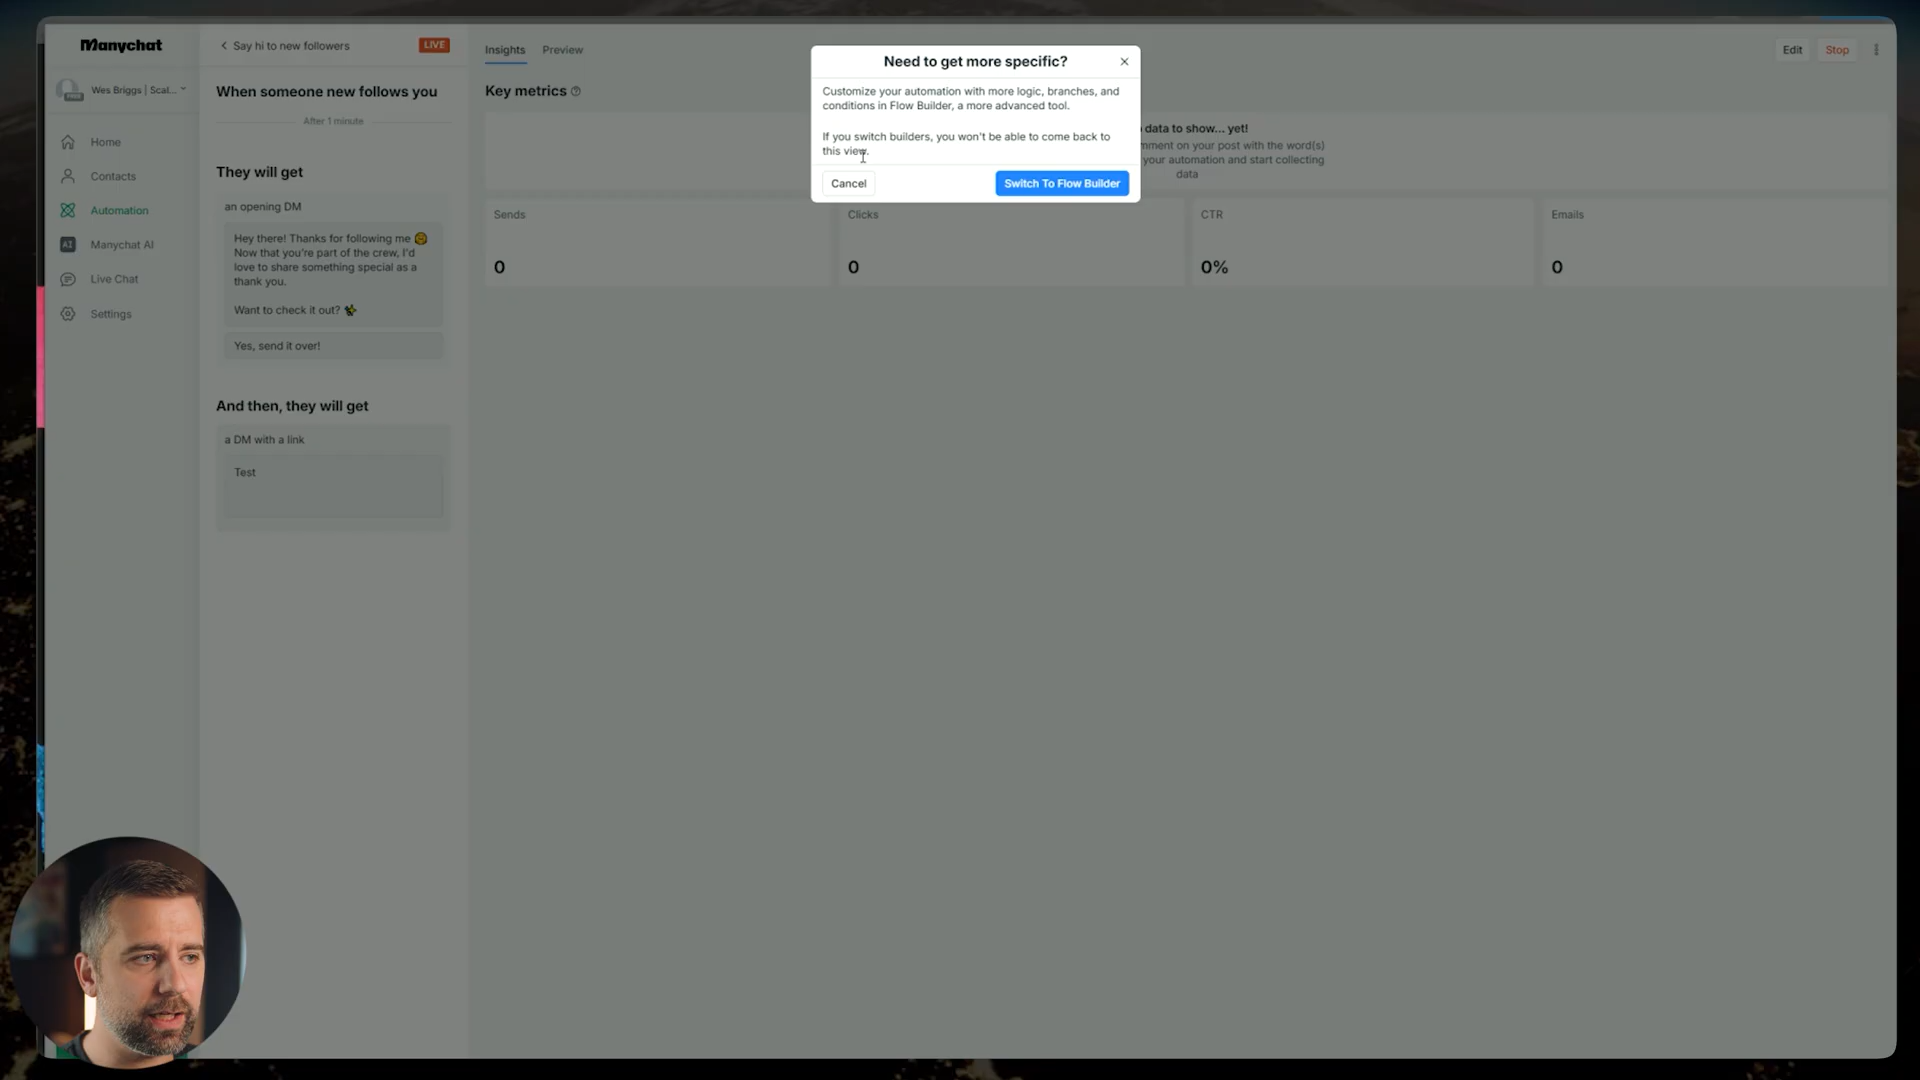 Manychat
Wes Briggs | Scal...
Home
Contacts
Automation
AI Manychat AI
Live Chat
Settings
Say hi to new followers
LIVE
When someone new follows you
After 1 minute
They will get
an opening DM
Hey there! Thanks for following me 😊
Now that you're part of the crew, I'd
love to share something special as a
thank you.
Want to check it out? ✨
Yes, send it over!
And then, they will get
a DM with a link
Test
Insights
Preview
Edit
Stop
Key metrics
Need to get more specific?
Customize your automation with more logic, branches, and
conditions in Flow Builder, a more advanced tool.
If you switch builders, you won't be able to come back to
this view.
Cancel
Switch To Flow Builder
data to show... yet!
on your post with the word(s)
your automation and start collecting
data
Sends
0
Clicks
0
CTR
0%
Emails
0